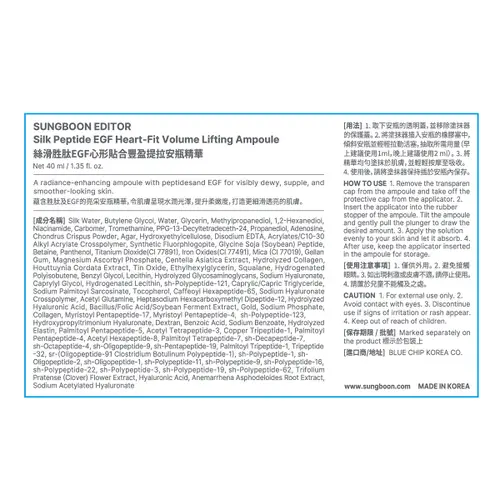 SUNGBOON EDITOR
Silk Peptide EGF Heart-Fit Volume Lifting Ampoule
絲滑胜肽EGF心形貼合豐盈提拉安瓶精華
Net 40 ml / 1.35 fl. oz.
A radiance-enhancing ampoule with peptidesand EGF for visibly dewy, supple, and
smoother-looking skin.
蘊含胜肽及EGF的亮采安瓶精華, 令肌膚呈現水潤光澤, 提升柔嫩度, 打造更細滑透亮的肌膚。
[成分名稱] Silk Water, Butylene Glycol, Water, Glycerin, Methylpropanediol, 1,2-Hexanediol,
Niacinamide, Carbomer, Tromethamine, PPG-13-Decyltetradeceth-24, Propanediol, Adenosine,
Chondrus Crispus Powder, Agar, Hydroxyethylcellulose, Disodium EDTA, Acrylates/C10-30
Alkyl Acrylate Crosspolymer, Synthetic Fluorphlogopite, Glycine Soja (Soybean) Peptide,
Betaine, Panthenol, Titanium Dioxide(CI 77891), Iron Oxides(CI 77491), Mica (CI 77019), Gellan
Gum, Magnesium Ascorbyl Phosphate, Centella Asiatica Extract, Hydrolyzed Collagen,
Houttuynia Cordata Extract, Tin Oxide, Ethylhexylglycerin, Squalane, Hydrogenated
Polyisobutene, Benzyl Glycol, Lecithin, Hydrolyzed Glycosaminoglycans, Sodium Hyaluronate,
Caprylyl Glycol, Hydrogenated Lecithin, sh-Polypeptide-121, Caprylic/Capric Triglyceride,
Sodium Palmitoyl Sarcosinate, Tocopherol, Caffeoyl Hexapeptide-65, Sodium Hyaluronate
Crosspolymer, Acetyl Glutamine, Heptasodium Hexacarboxymethyl Dipeptide-12, Hydrolyzed
Hyaluronic Acid, Bacillus/Folic Acid/Soybean Ferment Extract, Gold, Sodium Phosphate,
Collagen, Myristoyl Pentapeptide-17, Myristoyl Pentapeptide-4, sh-Polypeptide-123,
Hydroxypropyltrimonium Hyaluronate, Dextran, Benzoic Acid, Sodium Benzoate, Hydrolyzed
Elastin, Palmitoyl Pentapeptide-5, Acetyl Tetrapeptide-3, Copper Tripeptide-1, Palmitoyl
Pentapeptide-4, Acetyl Hexapeptide-8, Palmitoyl Tetrapeptide-7, sh-Decapeptide-7,
sh-Octapeptide-4, sh-Oligopeptide-9, sh-Pentapeptide-19, Palmitoyl Tripeptide-1, Tripeptide
-32, sr-(Oligopeptide-91 Clostridium Botulinum Polypeptide-1), sh-Polypeptide-1, sh-
Oligopeptide-2, sh-Oligopeptide-1, sh-Polypeptide-11, sh-Polypeptide-9, sh-Polypeptide-16,
sh-Polypeptide-22, sh-Polypeptide-3, sh-Polypeptide-19, sh-Polypeptide-62, Trifolium
Pratense (Clover) Flower Extract, Hyaluronic Acid, Anemarrhena Asphodeloides Root Extract,
Sodium Acetylated Hyaluronate
[用法] 1. 取下安瓶的透明蓋, 並移除塗抹器
的保護蓋。2. 將塗抹器插入安瓶的橡膠塞中,
傾斜安瓶並輕輕拉動活塞, 抽取所需用量 (早
上建議使用1ml, 晚上建議使用2 ml)。3. 將
精華均勻塗抹於肌膚, 並輕輕按摩至吸收。
4. 使用後, 請將塗抹器保持插於安瓶內保存。
HOW TO USE 1. Remove the transparen
cap from the ampoule and take off the
protective cap from the applicator. 2.
Insert the applicator into the rubber
stopper of the ampoule. Tilt the ampoule
and gently pull the plunger to draw the
desired amount. 3. Apply the solution
evenly to your skin and let it absorb. 4.
After use, keep the applicator inserted
in the ampoule for storage.
[使用注意事項] 1. 僅供外用。2. 避免接觸
眼睛。3. 如出現刺激或皮膚不適, 請停止使用。
4. 請置於兒童不能觸及之處。
CAUTION 1. For external use only, 2.
Avoid contact with eyes. 3. Discontinue
use if signs of irritation or rash appear.
4. Keep out of reach of children.
[保存期限 / 批號] Marked separately on
the product 標示於包裝上
[進口商/地址] BLUE CHIP KOREA CO.
www.sungboon.com MADE IN KOREA